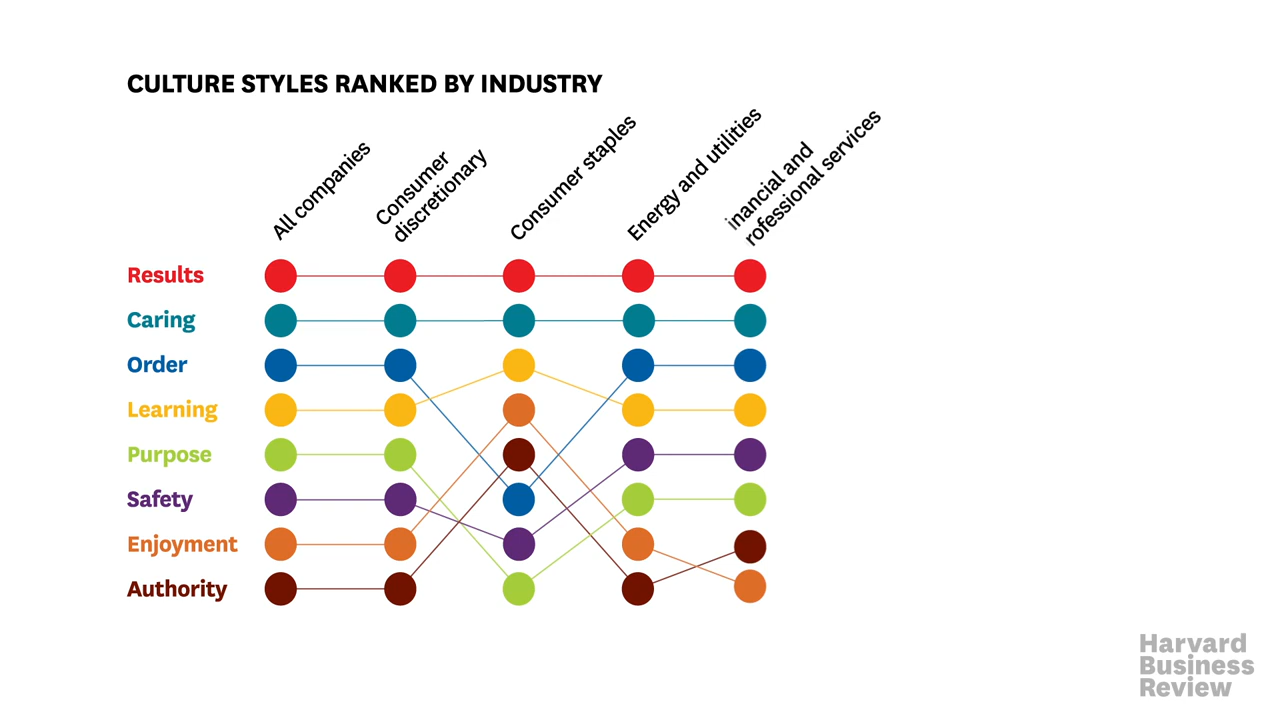 CULTURE STYLES RANKED BY INDUSTRY
All companies
Consumer
discretionary
Consumer staples
Energy and utilities
inancial and
rofessional services
Results
Caring
Order
Learning
Purpose
Safety
Enjoyment
Authority
Harvard
Business
Review